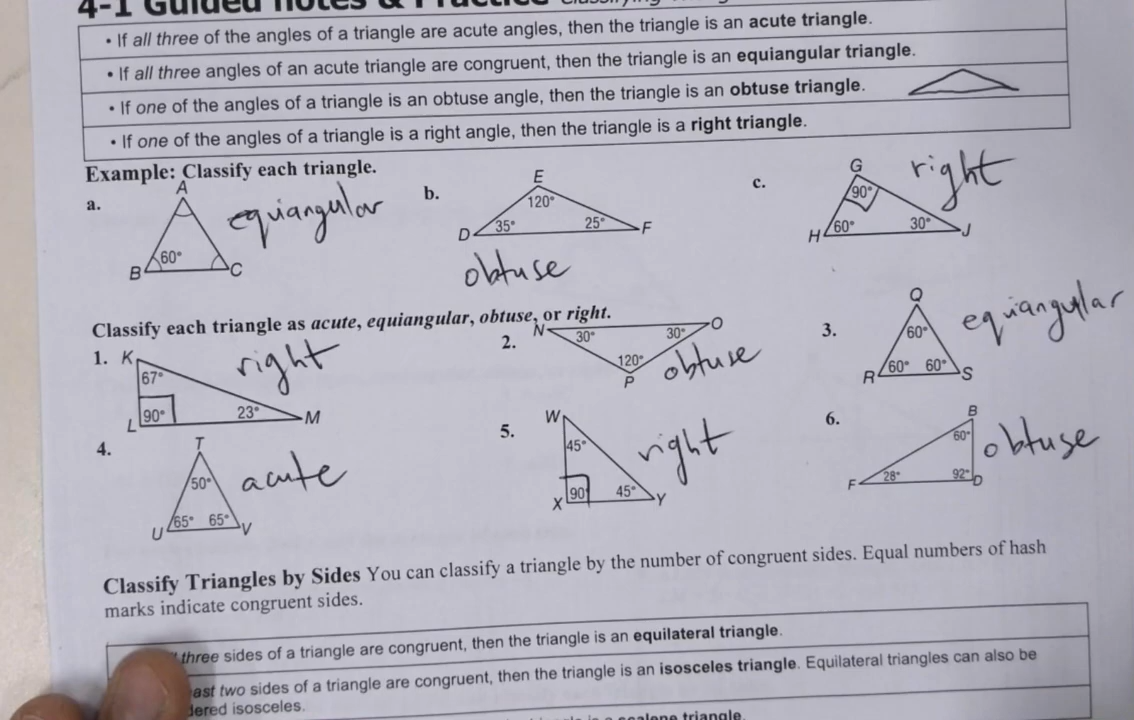 4-1 Guided notes & Practice
• If all three of the angles of a triangle are acute angles, then the triangle is an acute triangle.
• If all three angles of an acute triangle are congruent, then the triangle is an equiangular triangle.
• If one of the angles of a triangle is an obtuse angle, then the triangle is an obtuse triangle.
• If one of the angles of a triangle is a right angle, then the triangle is a right triangle.
Example: Classify each triangle.
a. A B C 60° equiangular
b. E D F 120° 35° 25° obtuse
c. G H J 90° 60° 30° right
Classify each triangle as acute, equiangular, obtuse, or right.
1. K L M 67° 90° 23° right
2. N O P 30° 30° 120° obtuse
3. Q R S 60° 60° 60° equiangular
4. T U V 50° 65° 65° acute
5. W X Y 45° 90° 45° right
6. B F D 60° 28° 92° obtuse
Classify Triangles by Sides You can classify a triangle by the number of congruent sides. Equal numbers of hash
marks indicate congruent sides.
three sides of a triangle are congruent, then the triangle is an equilateral triangle.
two sides of a triangle are congruent, then the triangle is an isosceles triangle. Equilateral triangles can also be
isosceles.
scalene triangle.